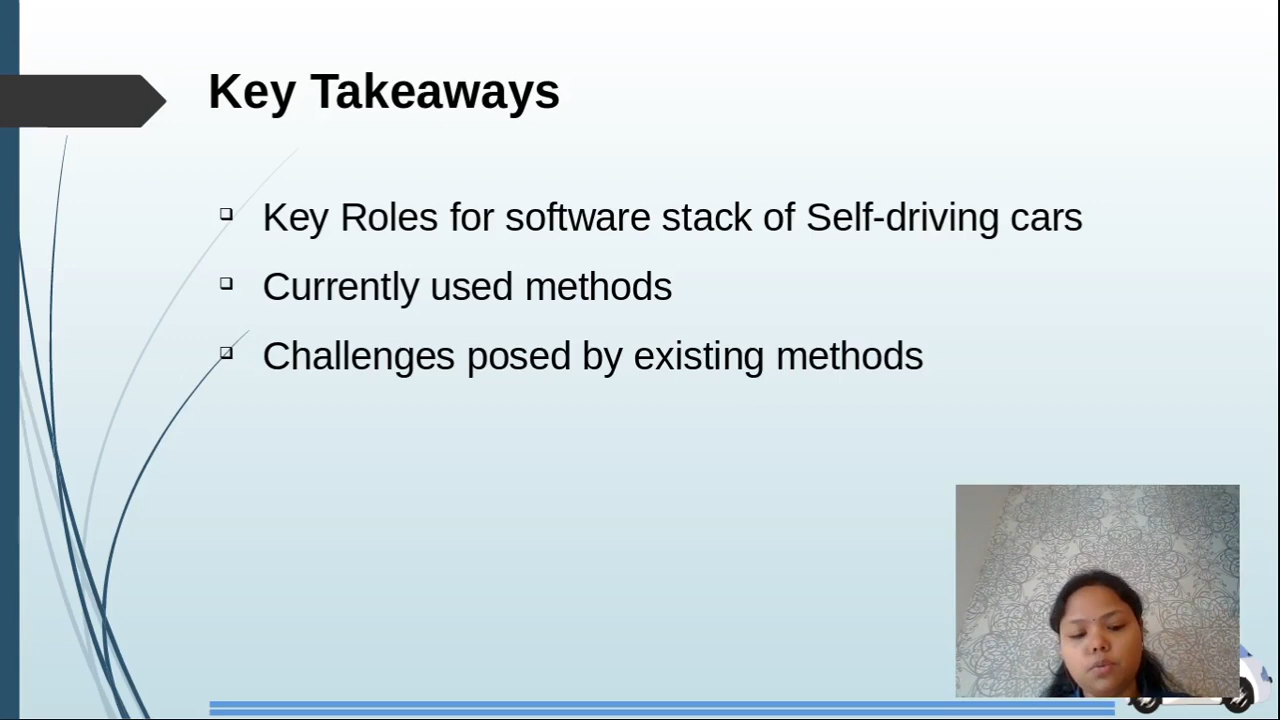 Key Takeaways
Key Roles for software stack of Self-driving cars
Currently used methods
Challenges posed by existing methods